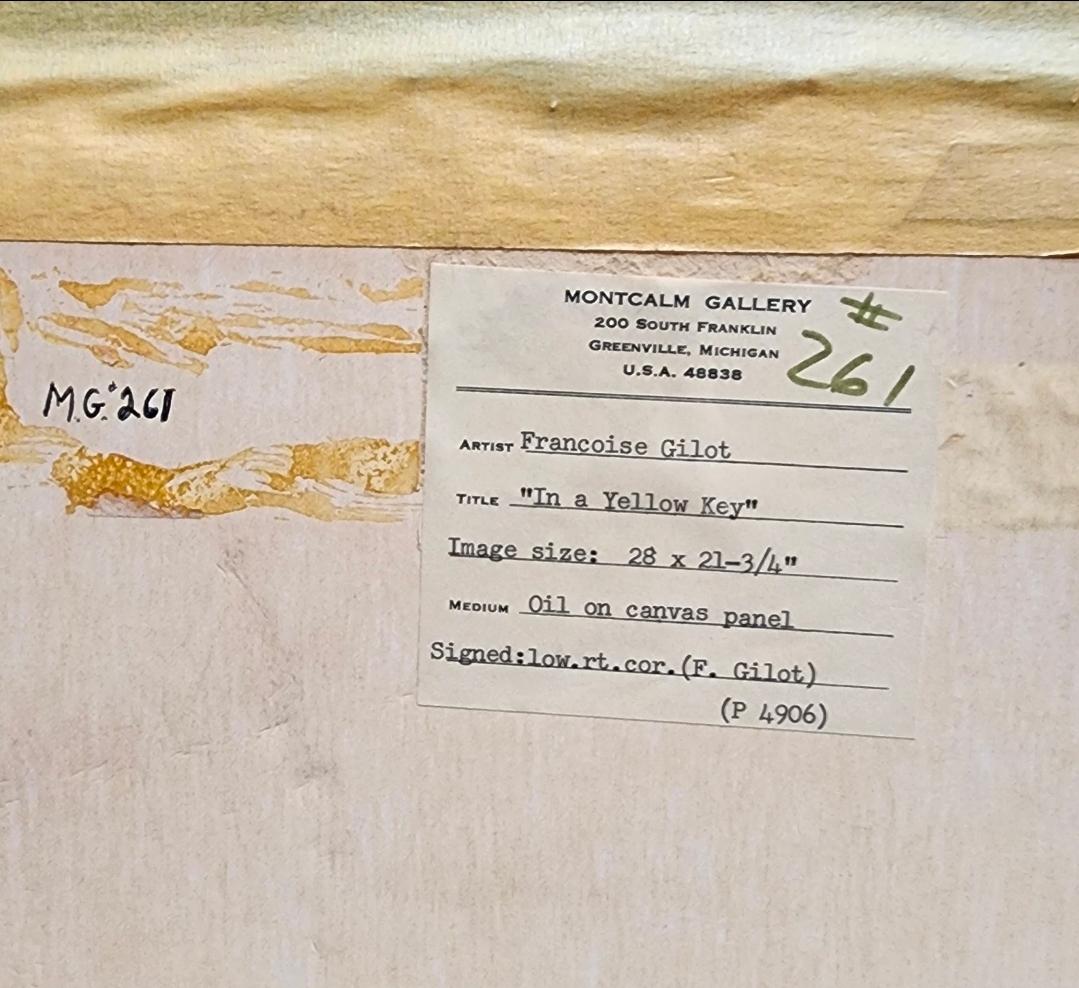 M.G.#261
MONTCALM GALLERY
200 SOUTH FRANKLIN
GREENVILLE, MICHIGAN
U.S.A. 48838
# 261
ARTIST Francoise Gilot
TITLE "In a Yellow Key"
Image size: 28 x 21-3/4"
MEDIUM Oil on canvas panel
Signed:low.rt.cor.(F. Gilot)
(P 4906)